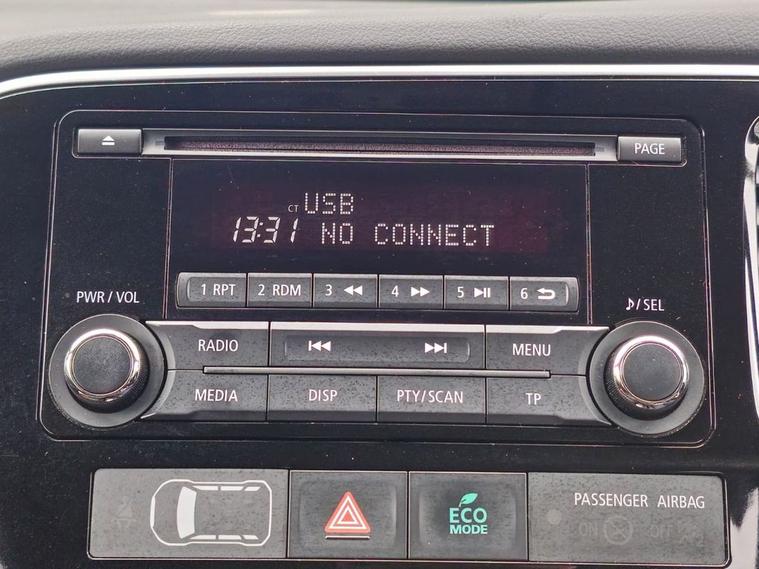 PAGE
CT USB
13:31 NO CONNECT
1 RPT 2 RDM 3 4 5 6
PWR / VOL
♪/SEL
RADIO MENU
MEDIA DISP PTY/SCAN TP
ECO
MODE
PASSENGER AIRBAG
ON OFF